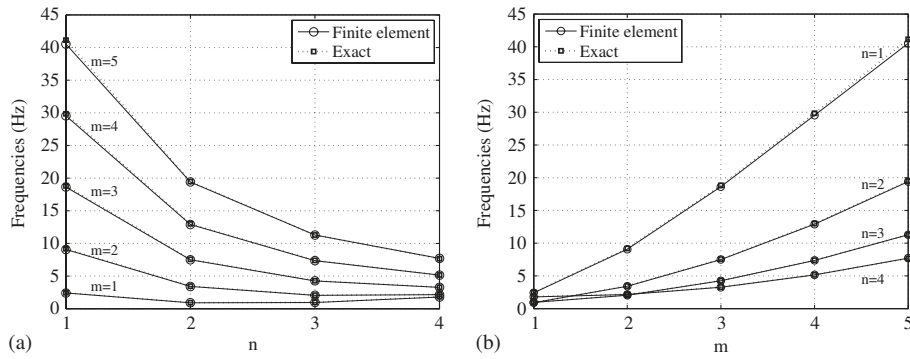 45
40
35
30
25
20
15
10
5
0
Frequencies (Hz)
Finite element
Exact
m=5
m=4
m=3
m=2
m=1
1 2 3 4
(a) n
45
40
35
30
25
20
15
10
5
0
Frequencies (Hz)
Finite element
Exact
n=1
n=2
n=3
n=4
1 2 3 4 5
(b) m